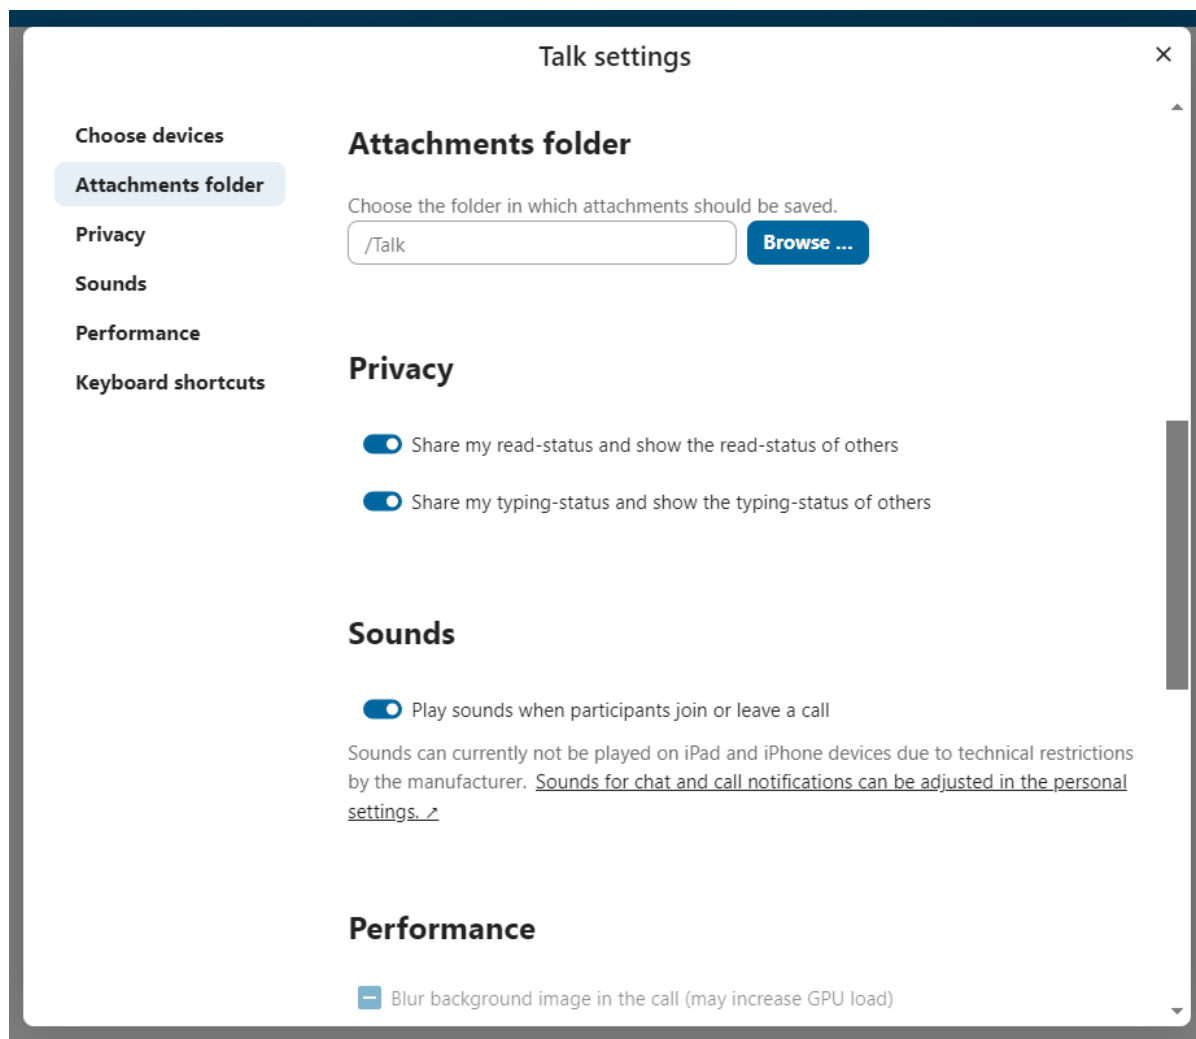 Talk settings
Choose devices
Attachments folder
Privacy
Sounds
Performance
Keyboard shortcuts
Attachments folder
Choose the folder in which attachments should be saved.
/Talk
Browse ...
Privacy
Share my read-status and show the read-status of others
Share my typing-status and show the typing-status of others
Sounds
Play sounds when participants join or leave a call
Sounds can currently not be played on iPad and iPhone devices due to technical restrictions
by the manufacturer. Sounds for chat and call notifications can be adjusted in the personal
settings. ↗
Performance
Blur background image in the call (may increase GPU load)